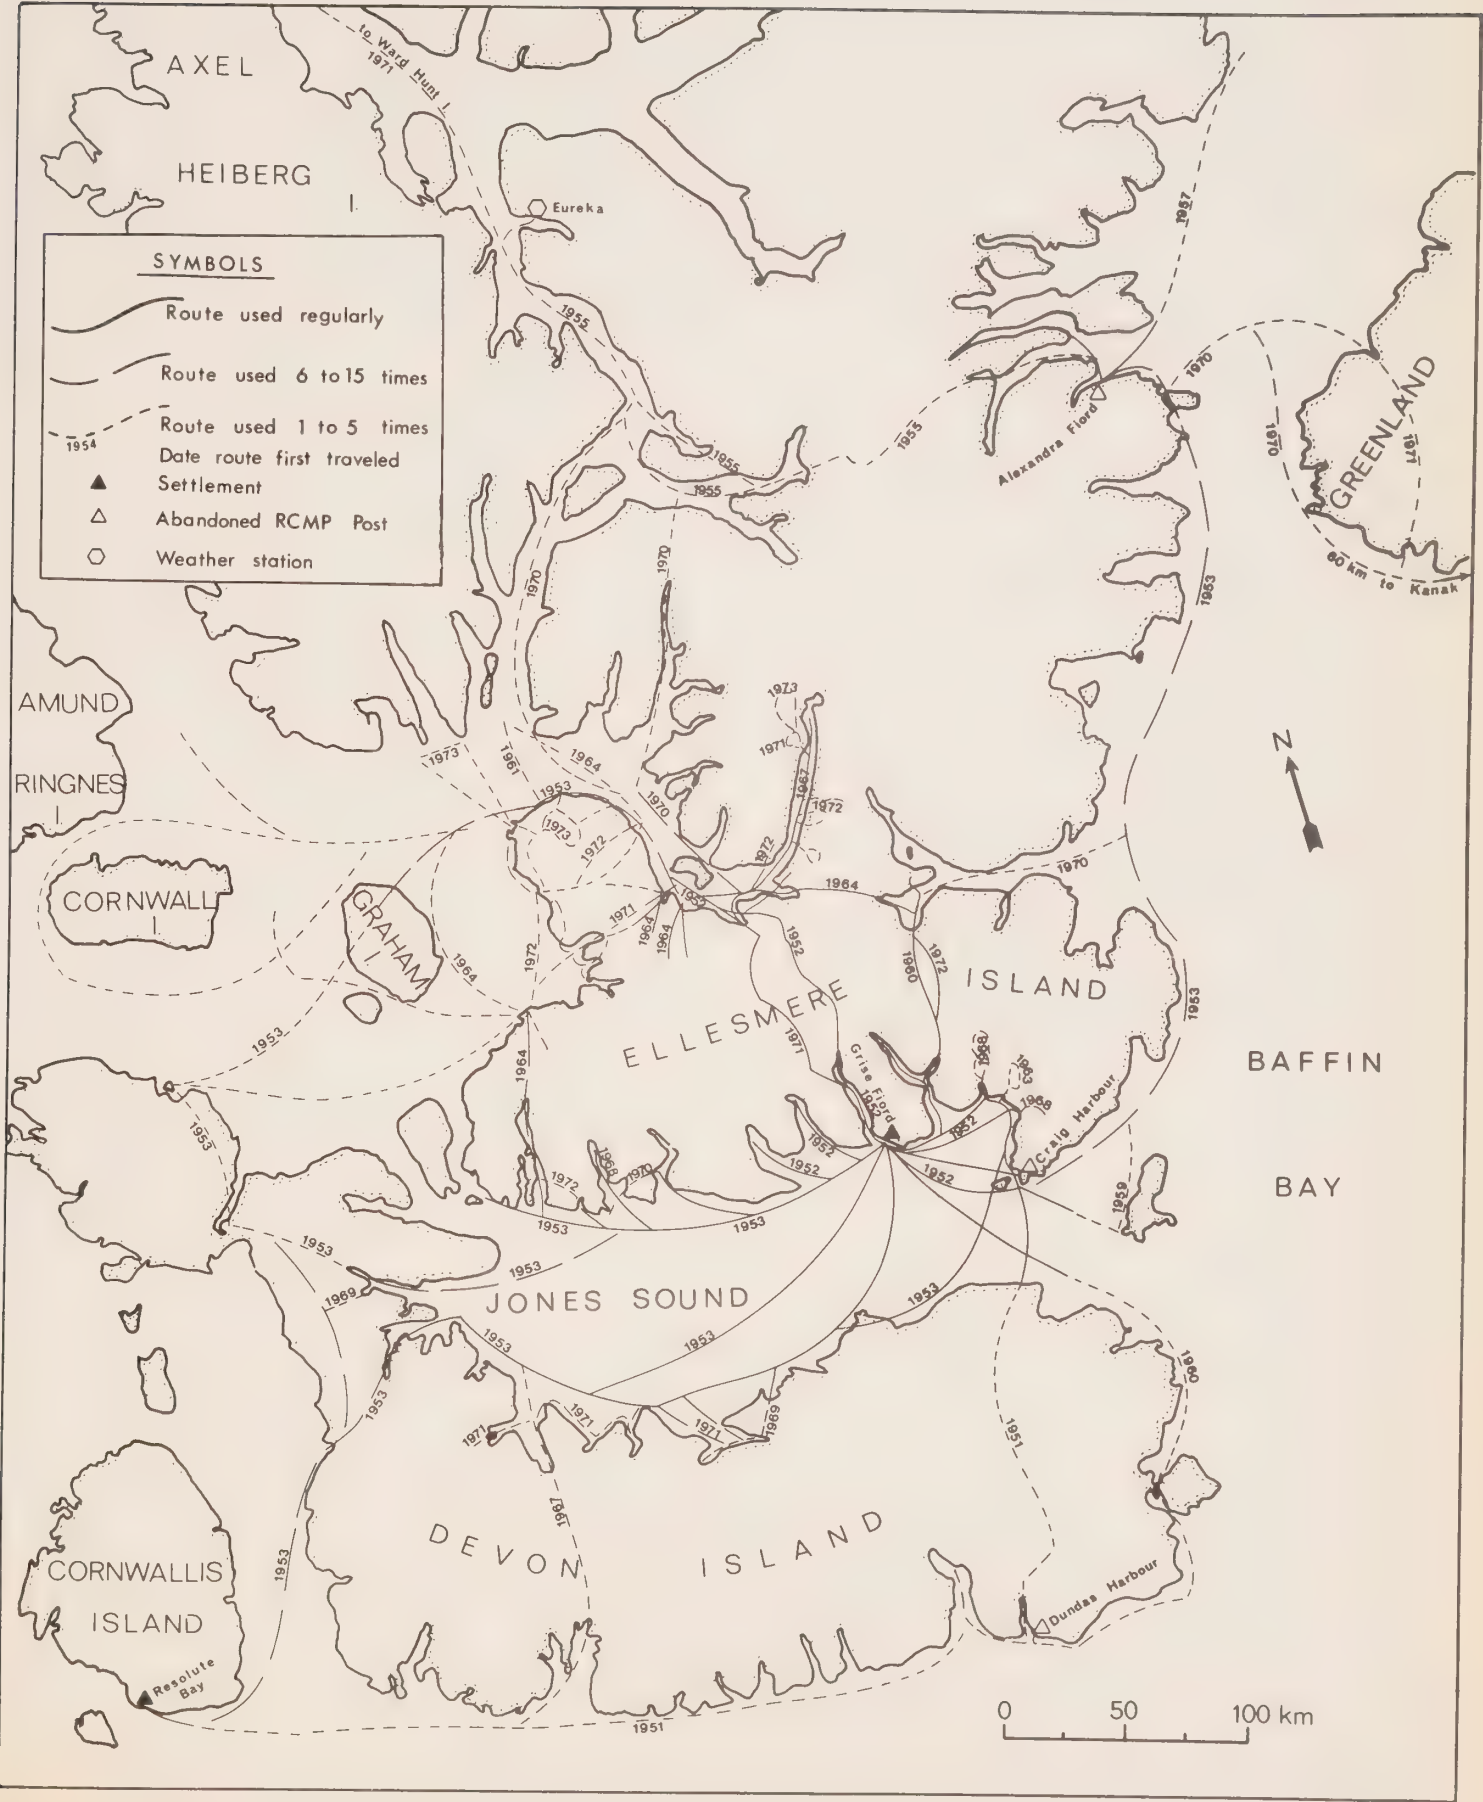 to Ward Hunt I.
1971
AXEL
HEIBERG
I.
Eureka
SYMBOLS
Route used regularly
Route used 6 to 15 times
Route used 1 to 5 times
1954
Date route first traveled
Settlement
Abandoned RCMP Post
Weather station
1957
1955
1970
1955
Alexandra Fiord
1970
1971
GREENLAND
1955
1955
60 km to Kanak
1953
1970
1970
AMUND
RINGNES
I
1973
1971
1967
1972
N
1973
1961
1964
1953
1970
1973
1972
1972
1970
CORNWALL
I
GRAHAM
I
1964
1953
1971
1964
1964
1964
1972
1952
1960
1972
ISLAND
1953
ELLESMERE
1971
1953
1964
Grise Fiord
1952
1968
1963
1968
Craig Harbour
BAFFIN
BAY
1953
1952
1952
1952
1952
1968
1970
1972
1953
1953
1959
1953
1953
1969
JONES SOUND
1953
1953
1953
1960
1953
1971
1971
1971
1969
1951
1967
DEVON
ISLAND
1953
CORNWALLIS
ISLAND
Dundas Harbour
Resolute
Bay
1951
0 50 100 km